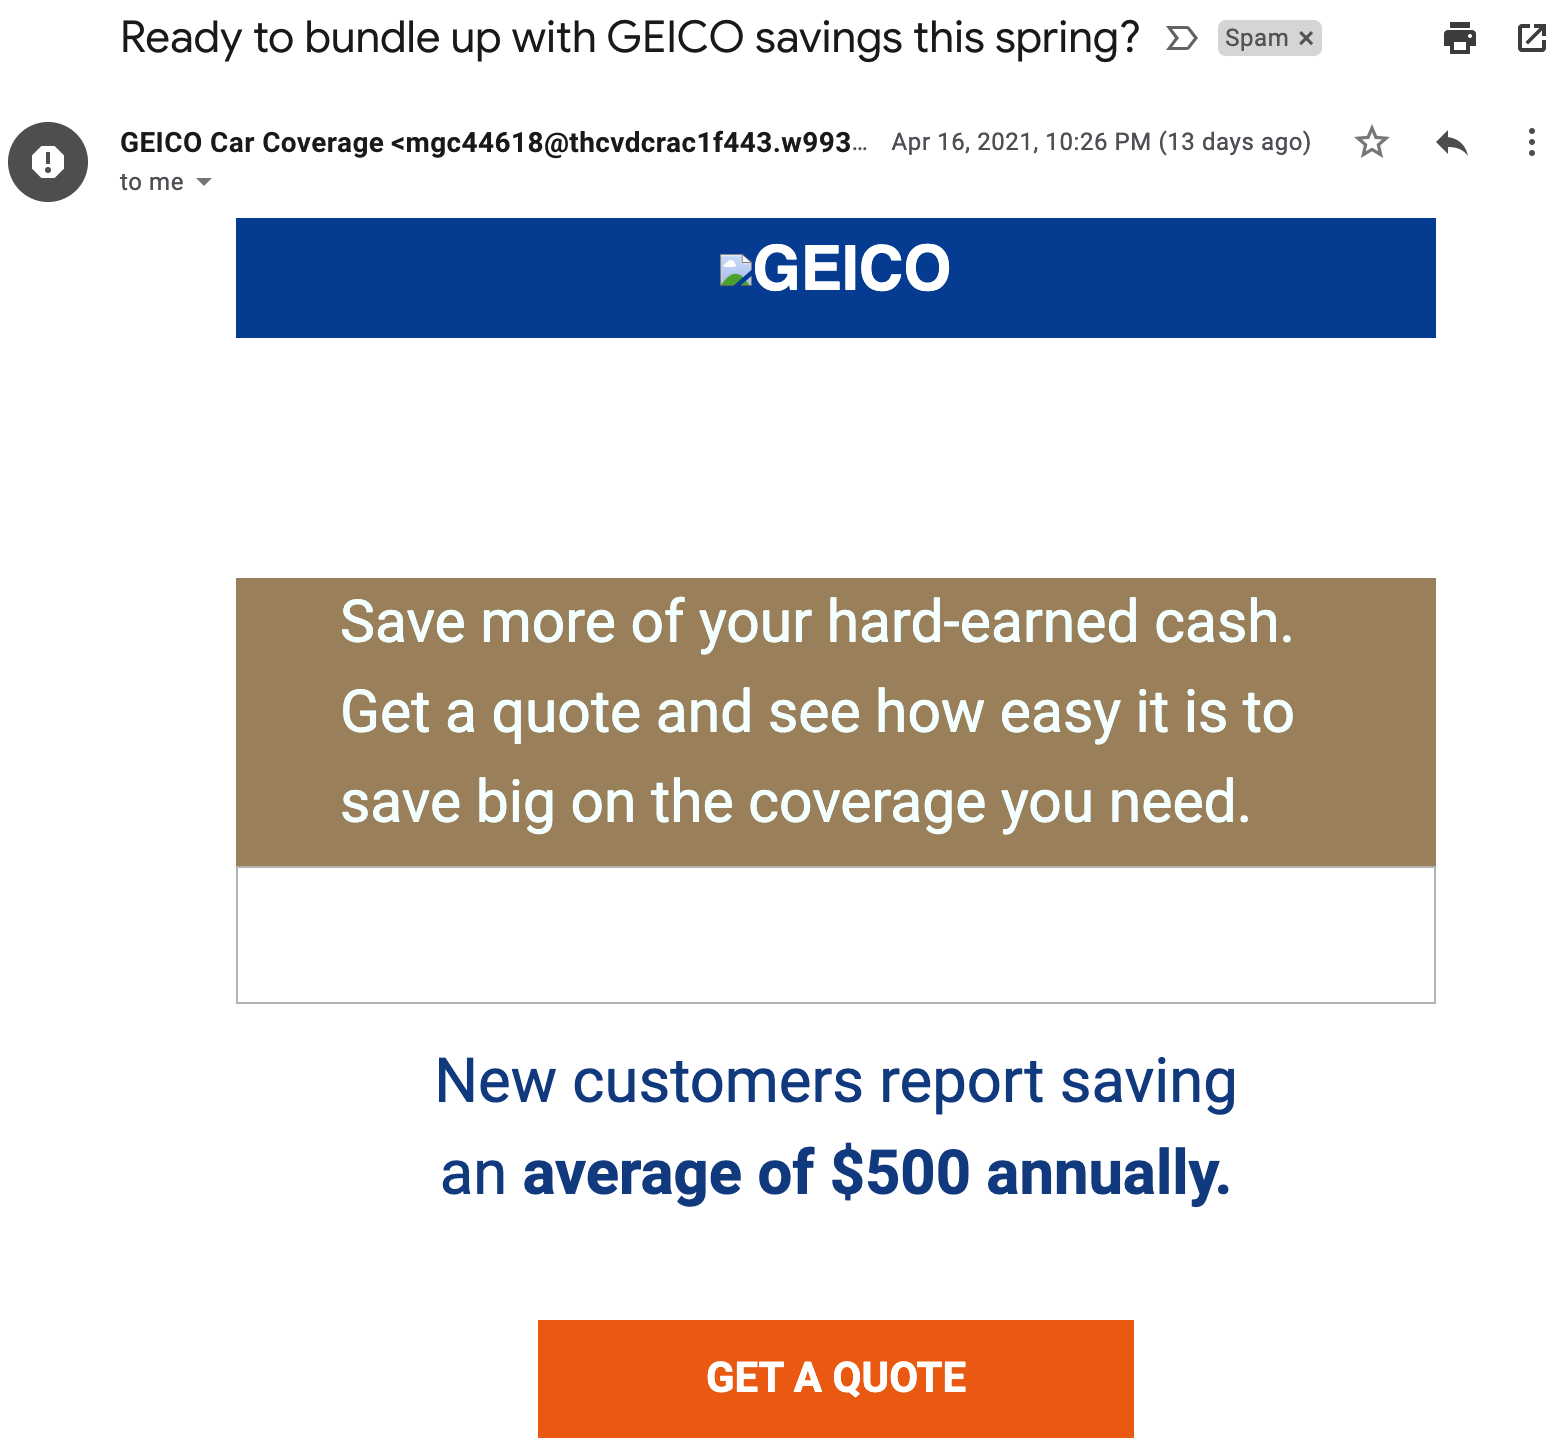 Ready to bundle up with GEICO savings this spring? Spam ×
GEICO Car Coverage <mgc44618@thcvdcrac1f443.w993... Apr 16, 2021, 10:26 PM (13 days ago)
to me
GEICO
Save more of your hard-earned cash.
Get a quote and see how easy it is to
save big on the coverage you need.
New customers report saving
an average of $500 annually.
GET A QUOTE